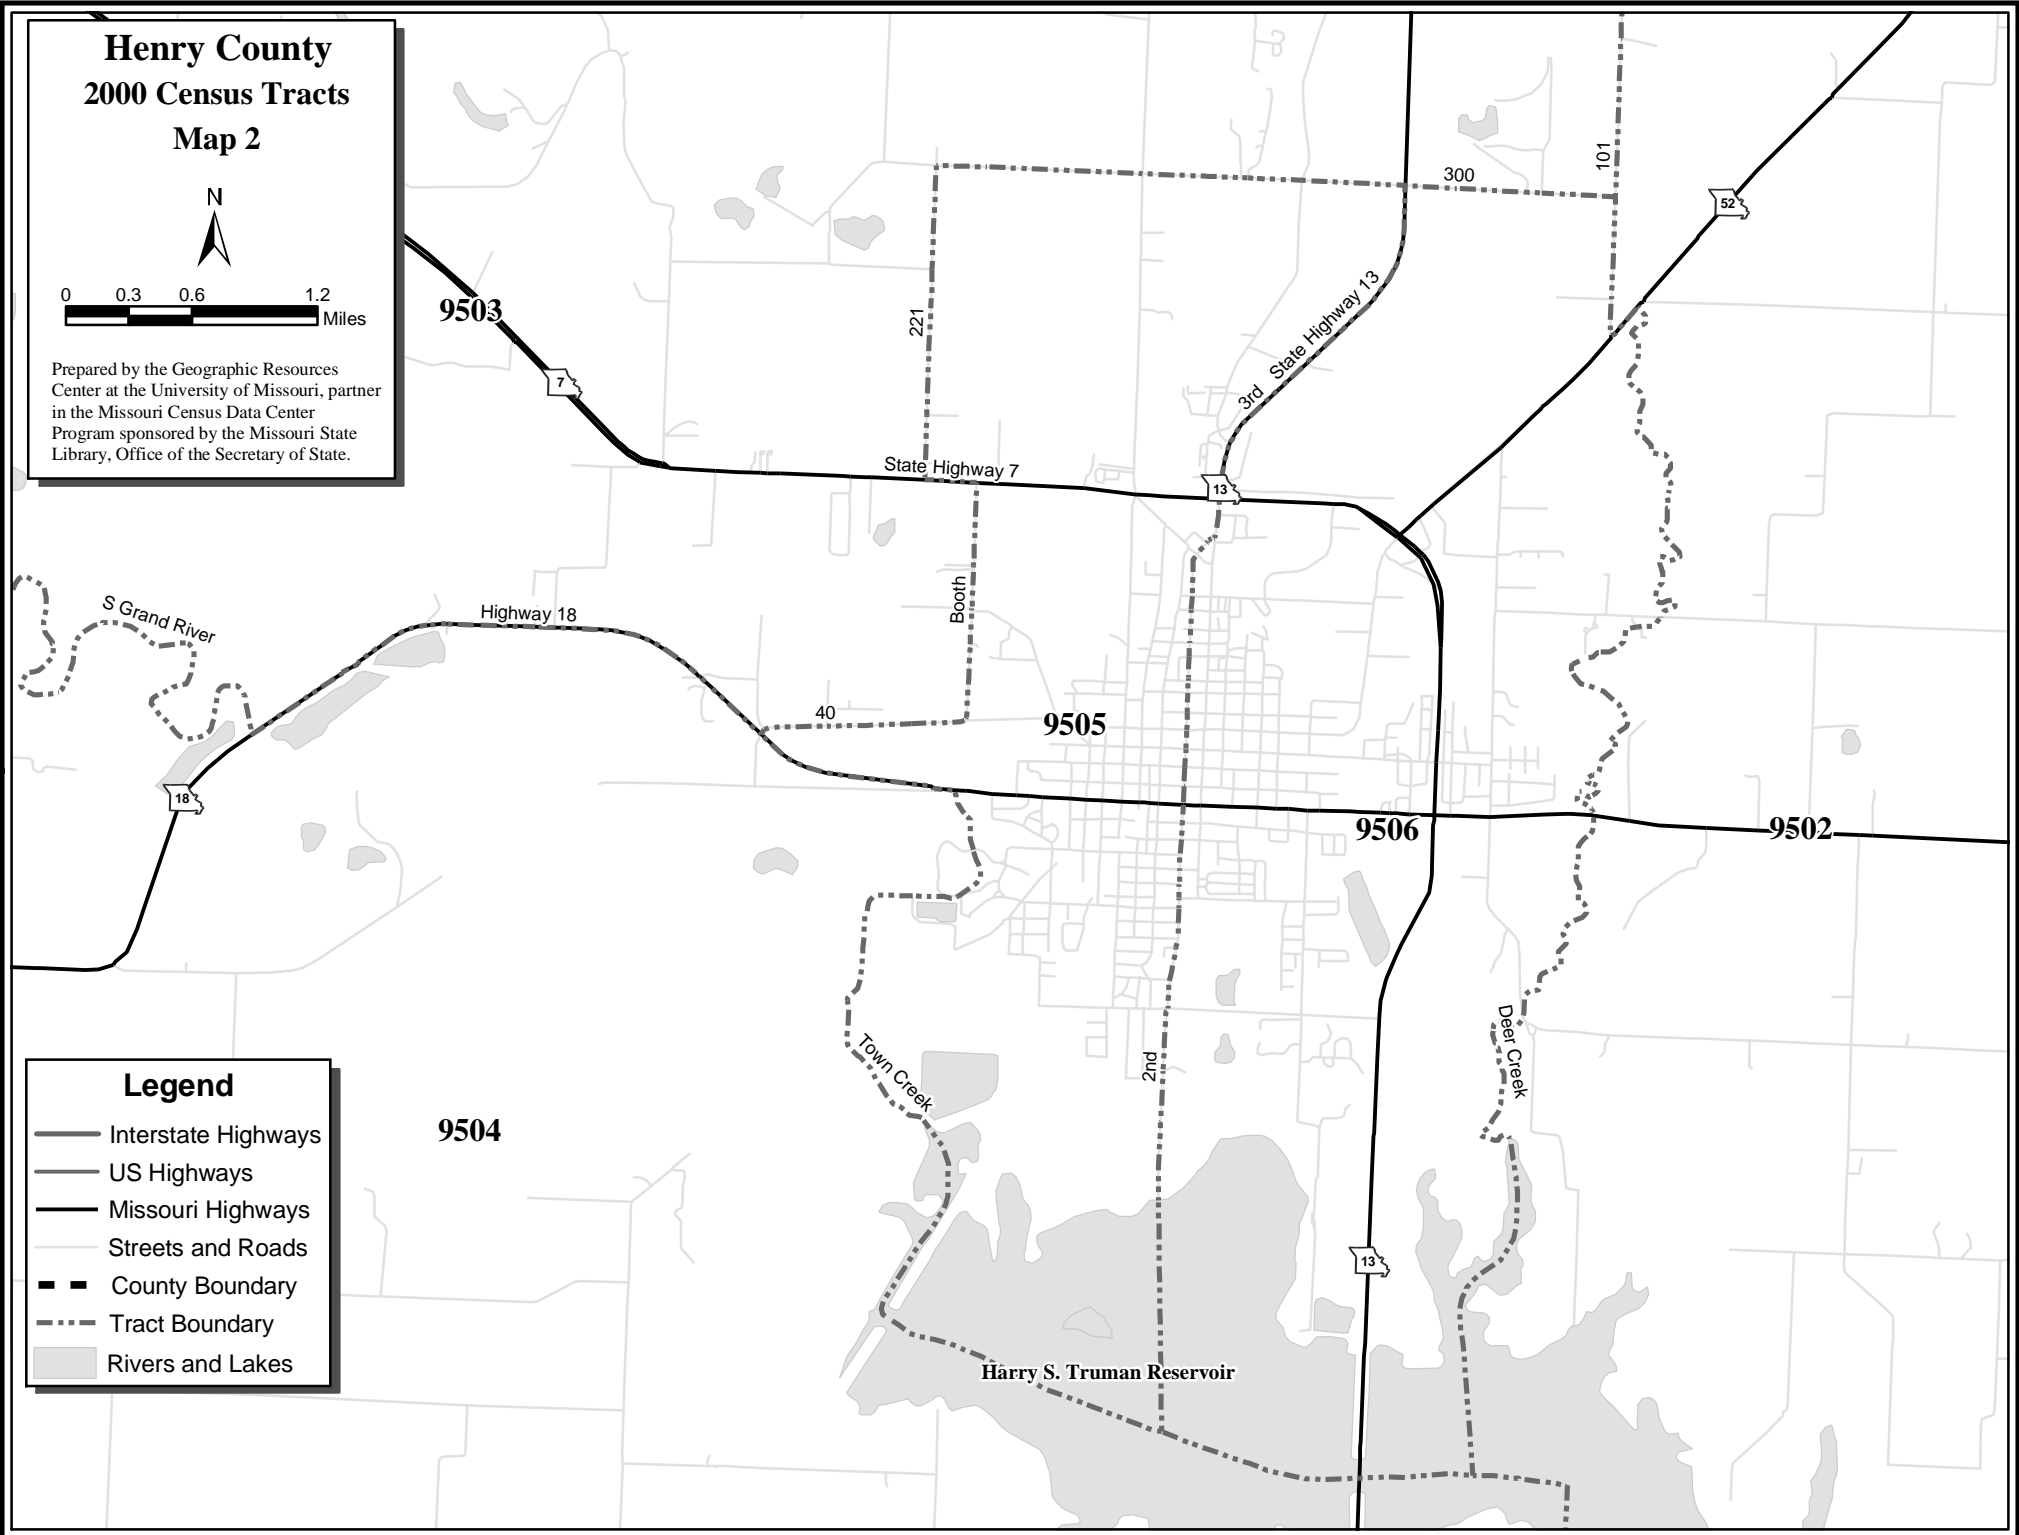 Henry County
2000 Census Tracts
Map 2
N
0 0.3 0.6 1.2
Miles
Prepared by the Geographic Resources
Center at the University of Missouri, partner
in the Missouri Census Data Center
Program sponsored by the Missouri State
Library, Office of the Secretary of State.
101
300
52
9503
221
State Highway 13
7
3rd
State Highway 7
13
S Grand River
Highway 18
Booth
40
9505
18
9506
9502
Town Creek
2nd
Deer Creek
9504
13
Harry S. Truman Reservoir
Legend
Interstate Highways
US Highways
Missouri Highways
Streets and Roads
County Boundary
Tract Boundary
Rivers and Lakes